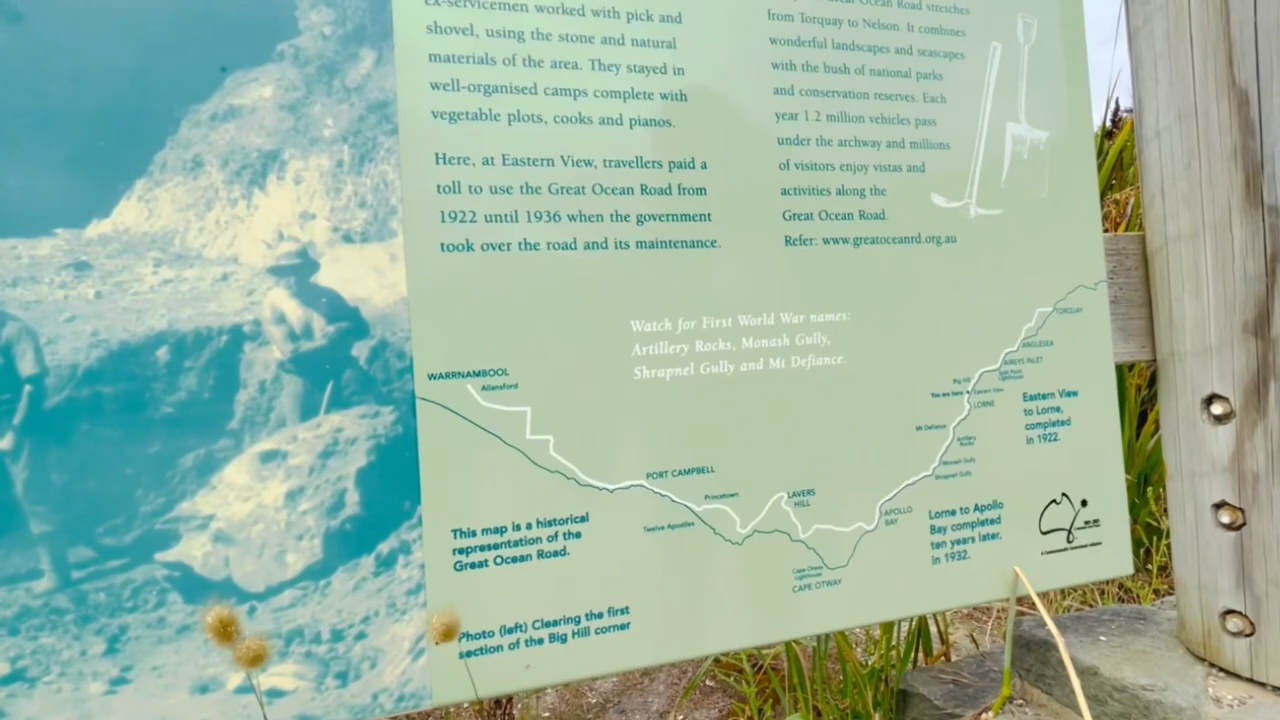 ex-servicemen worked with pick and
shovel, using the stone and natural
materials of the area. They stayed in
well-organised camps complete with
vegetable plots, cooks and pianos.
Here, at Eastern View, travellers paid a
toll to use the Great Ocean Road from
1922 until 1936 when the government
took over the road and its maintenance.
Ocean Road stretches
from Torquay to Nelson. It combines
wonderful landscapes and seascapes
with the bush of national parks
and conservation reserves. Each
year 1.2 million vehicles pass
under the archway and millions
of visitors enjoy vistas and
activities along the
Great Ocean Road.
Refer: www.greatoceanrd.org.au
Watch for First World War names:
Artillery Rocks, Monash Gully,
Shrapnel Gully and Mt Defiance.
WARRNAMBOOL
Allansford
PORT CAMPBELL
Princetown
Twelve Apostles
LAVERS
HILL
Cape Otway
Lighthouse
CAPE OTWAY
APOLLO
BAY
TORQUAY
ANGLESEA
AIREYS INLET
Split Point
Lighthouse
Big Hill
You are here
Eastern View
LORNE
Mt Defiance
Artillery
Rocks
Monash Gully
Shrapnel Gully
Eastern View
to Lorne,
completed
in 1922.
Lorne to Apollo
Bay completed
ten years later,
in 1932.
This map is a historical
representation of the
Great Ocean Road.
Photo (left) Clearing the first
section of the Big Hill corner